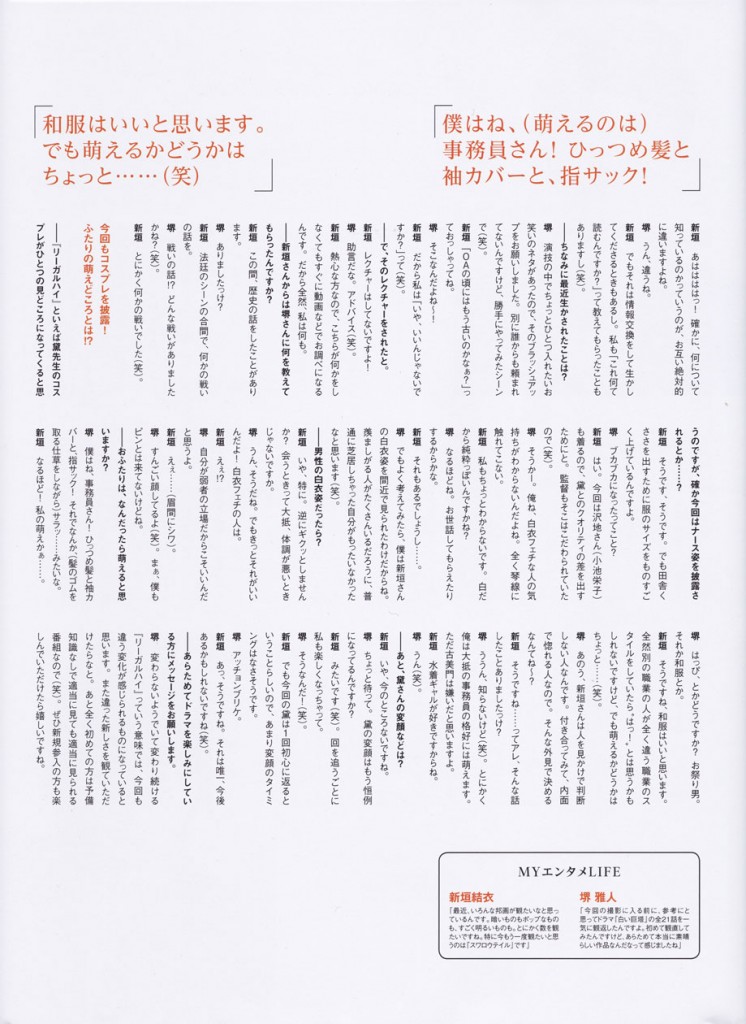 僕はね、（萌えるのは）
事務員さん！ ひっつめ髪と
袖カバーと、指サック！
和服はいいと思います。
でも萌えるかどうかは
ちょっと……（笑）
新垣　あはははは！ 確かに、何について
知っているのかっていうのが、お互い絶対的
に違いますよね。
堺　うん、違うね。
新垣　でもそれは情報交換をして生かし
てくださるときもあるし。私も「これ何て
読むんですか？」って教えてもらったことも
ありますし（笑）。
――ちなみに最近生かされたことは？
堺　演技の中でちょっとひとつ入れたいお
笑いのネタがあったので、そのブラッシュアッ
プをお願いしました。別に誰からも頼まれ
てないんですけど、勝手にやってみたシーン
で（笑）。
新垣　「ＯＡの頃にはもう古いのかなぁ？」っ
ておっしゃってね。
堺　そこなんだよね〜！
新垣　だから私は「いや、いいんじゃないで
すか？」って（笑）。
――で、そのレクチャーをされたと。
新垣　レクチャーはしてないですよ！
堺　助言だな。アドバイス（笑）。
新垣　熱心な方なので、こちらが何かをし
なくてもすぐに動画などでお調べになる
んです。だから全然、私は何も。
――新垣さんからは堺さんに何を教えて
もらったんですか？
新垣　この間、歴史の話をしたことがあり
ます。
堺　ありましたっけ？
新垣　法廷のシーンの合間で、何かの戦い
の話を。
堺　戦いの話!? どんな戦いがありました
かね？（笑）。
新垣　とにかく何かの戦いでした（笑）。
今回もコスプレを披露！
ふたりの萌えどころとは!?
――『リーガルハイ』といえば黛先生のコス
プレがひとつの見どころになってくると思
うのですが、確か今回はナース姿を披露さ
れるとか……？
新垣　そうです、そうです。でも田舎く
ささを出すために服のサイズをものすご
く上げているんですよ。
堺　ブカブカになったってこと？
新垣　はい。今回は沢地さん（小池栄子）
も着るので、黛とのクオリティの差を出す
ためにと。監督もそこはこだわられていた
ので（笑）。
堺　そうかー。俺ね、白衣フェチな人の気
持ちがわからないんだよね。全く琴線に
触れてこない。
新垣　私もちょっとわからないです。白だ
から純粋っぽいんですかね？
新垣　それもあるでしょうし……。
堺　でもよく考えてみたら、僕は新垣さん
の白衣姿を間近で見られたわけだからね。
羨ましがる人がたくさんいるだろうに、普
通に芝居しちゃった自分がもったいなかった
なと思います（笑）。
――男性の白衣姿だったら？
新垣　いや、特に。逆にギクッとしません
か？ 会うときって大抵、体調が悪いとき
じゃないですか。
堺　うん、そうだね。でもきっとそれがいい
んだよ！ 白衣フェチの人は。
新垣　えぇ!?
堺　自分が弱者の立場だからこそいいんだ
と思うよ。
新垣　えぇ……（眉間にシワ）。
堺　すんごい顔してるよ（笑）。まぁ、僕も
ピンとは来てないけどね。
――おふたりは、なんだったら萌えると思
いますか？
堺　僕はね、事務員さん！ ひっつめ髪と袖カ
バーと、指サック！ それでなんか、（髪のゴムを
取る仕草をしながら）サラッ……みたいな。
新垣　なるほど！ 私の萌えかぁ……。
堺　はっぴ、とかどうですか？ お祭り男。
それか和服とか。
新垣　そうですね、和服はいいと思います。
全然別の職業の人が全く違う職業のス
タイルをしていたら、“はっ！”とは思うかも
しれないですけど、でも萌えるかどうかは
ちょっと……（笑）。
堺　あのう、新垣さんは人を見かけで判断
しない人なんです。付き合ってみて、内面
で惚れる人なので。そんな外見で決める
なんてね〜？
新垣　そうですね……ってアレ、そんな話
したことありましたっけ？
堺　ううん、知らないけど（笑）。とにかく
俺は大抵の事務員の格好には萌えます。
ただ古美門は嫌いだと思いますよ。
新垣　水着ギャルが好きですからね。
堺　うん（笑）。
――あと、黛さんの変顔などは？
新垣　いや、今のところないですね。
堺　ちょっと待って。黛の変顔はもう恒例
になってるんですか？
新垣　みたいです（笑）。回を追うごとに
私も楽しくなっちゃって。
堺　そうなんだ！（笑）。
新垣　でも今回の黛は１回初心に返ると
いうことらしいので、あまり変顔のタイミ
ングはなさそうです。
堺　アッチョンブリケ。
新垣　あっ、そうですね。それは唯一、今後
あるかもしれないですね（笑）。
――あらためてドラマを楽しみにしてい
る方にメッセージをお願いします。
堺　変わらないようでいて変わり続ける
『リーガルハイ』っていう意味では、今回も
違う変化が感じられるものになっていると
思います。また違った新しさを観ていただ
けたらなと。あと全く初めての方は予備
知識なしで適当に見ても適当に見られる
番組なので（笑）。ぜひ新規参入の方も楽
しんでいただけたら嬉しいですね。
MYエンタメLIFE
堺 雅人
「今回の撮影に入る前に、参考にと
思ってドラマ『白い巨塔』の全21話を一
気に観返したんですよ。初めて観直して
みたんですけど、あらためて本当に素晴
らしい作品なんだなって感じましたね」
新垣結衣
「最近、いろんな邦画が観たいなと思っ
ているんです。暗いものもポップなもの
も、すごく明るいものも。とにかく数を観
たいですね。特に今もう一度観たいと思
うのは『スワロウテイル』です」